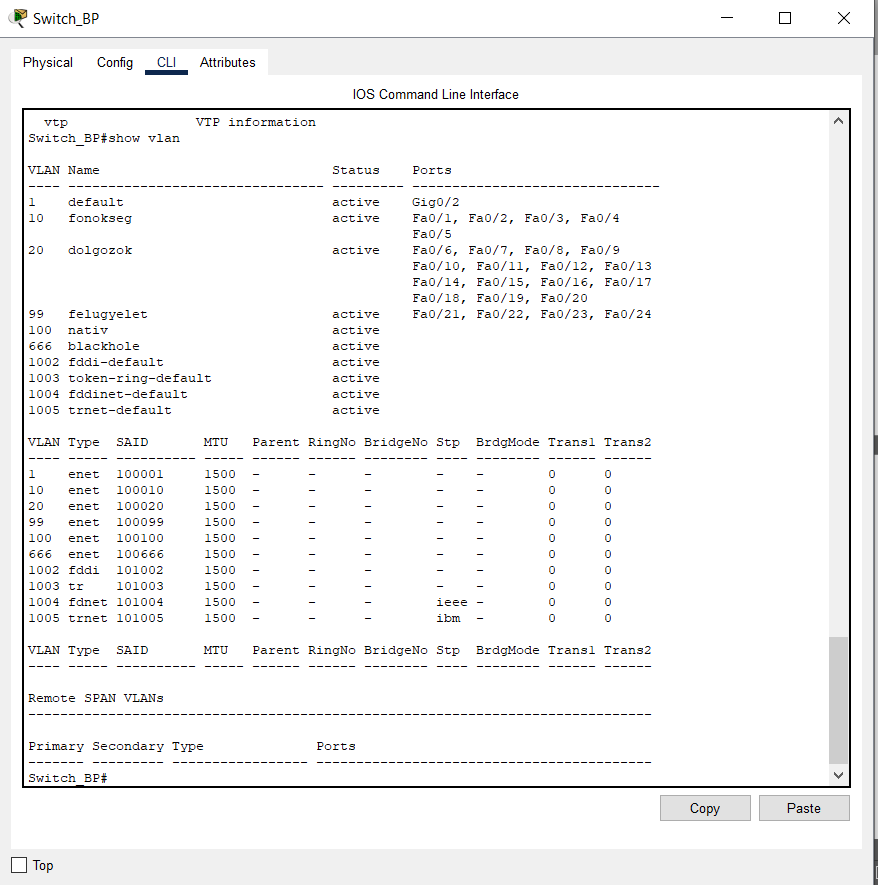 Switch_BP
Physical Config CLI Attributes
IOS Command Line Interface
  vtp                VTP information
Switch_BP#show vlan

VLAN Name                             Status    Ports
---- -------------------------------- --------- -------------------------------
1    default                          active    Gig0/2
10   fonokseg                         active    Fa0/1, Fa0/2, Fa0/3, Fa0/4
                                                Fa0/5
20   dolgozok                         active    Fa0/6, Fa0/7, Fa0/8, Fa0/9
                                                Fa0/10, Fa0/11, Fa0/12, Fa0/13
                                                Fa0/14, Fa0/15, Fa0/16, Fa0/17
                                                Fa0/18, Fa0/19, Fa0/20
99   felugyelet                       active    Fa0/21, Fa0/22, Fa0/23, Fa0/24
100  nativ                            active
666  blackhole                        active
1002 fddi-default                     active
1003 token-ring-default               active
1004 fddinet-default                  active
1005 trnet-default                    active

VLAN Type  SAID       MTU   Parent RingNo BridgeNo Stp  BrdgMode Trans1 Trans2
---- ----- ---------- ----- ------ ------ -------- ---- -------- ------ ------
1    enet  100001     1500  -      -      -        -    -        0      0
10   enet  100010     1500  -      -      -        -    -        0      0
20   enet  100020     1500  -      -      -        -    -        0      0
99   enet  100099     1500  -      -      -        -    -        0      0
100  enet  100100     1500  -      -      -        -    -        0      0
666  enet  100666     1500  -      -      -        -    -        0      0
1002 fddi  101002     1500  -      -      -        -    -        0      0
1003 tr    101003     1500  -      -      -        -    -        0      0
1004 fdnet 101004     1500  -      -      -        ieee -        0      0
1005 trnet 101005     1500  -      -      -        ibm  -        0      0

VLAN Type  SAID       MTU   Parent RingNo BridgeNo Stp  BrdgMode Trans1 Trans2
---- ----- ---------- ----- ------ ------ -------- ---- -------- ------ ------

Remote SPAN VLANs
------------------------------------------------------------------------------

Primary Secondary Type              Ports
------- --------- ----------------- ------------------------------------------
Switch_BP#
Copy Paste
Top